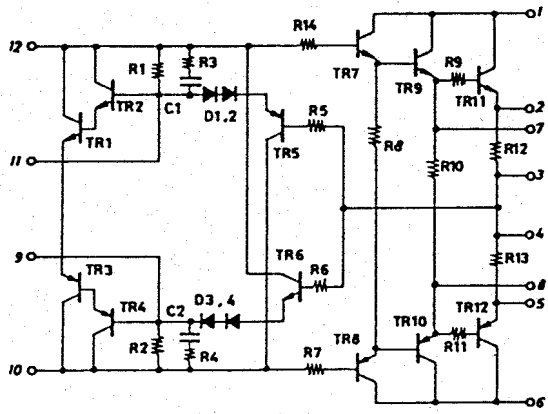 1
12
R14
R1
R3
TR7
R9
TR9
TR2
C1
D1,2
R5
TR11
2
7
TR1
TR5
R8
R10
R12
11
3
9
4
TR3
TR6
R6
R13
D3,4
8
TR4
C2
TR12
5
R2
R4
R7
TR8
TR10
R11
10
6